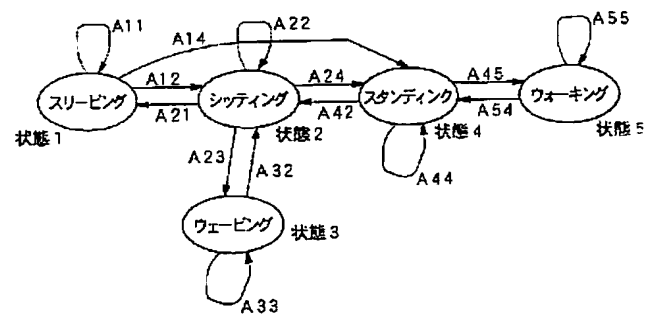 A11
A14
A22
A55
スリーピング
A12
A21
シッティング
A24
A42
スタンディング
A45
A54
ウォーキング
状態1
状態2
状態4
状態5
A23
A32
A44
ウェービング
状態3
A33